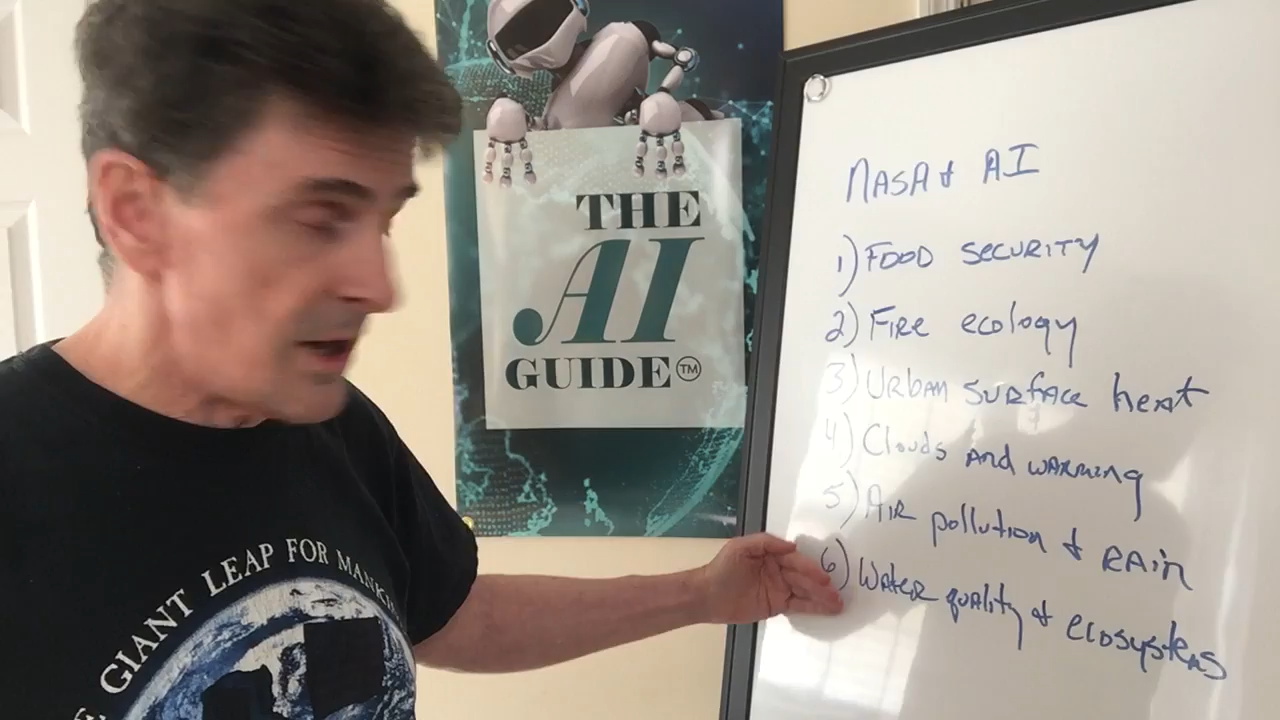 THE
AI
GUIDE™
NASA & AI
1) FOOD SECURITY
2) Fire ecology
3) Urban surface heat
4) Clouds and warming
5) Air pollution & Rain
6) Water quality & ecosystems
GIANT LEAP FOR MANKI